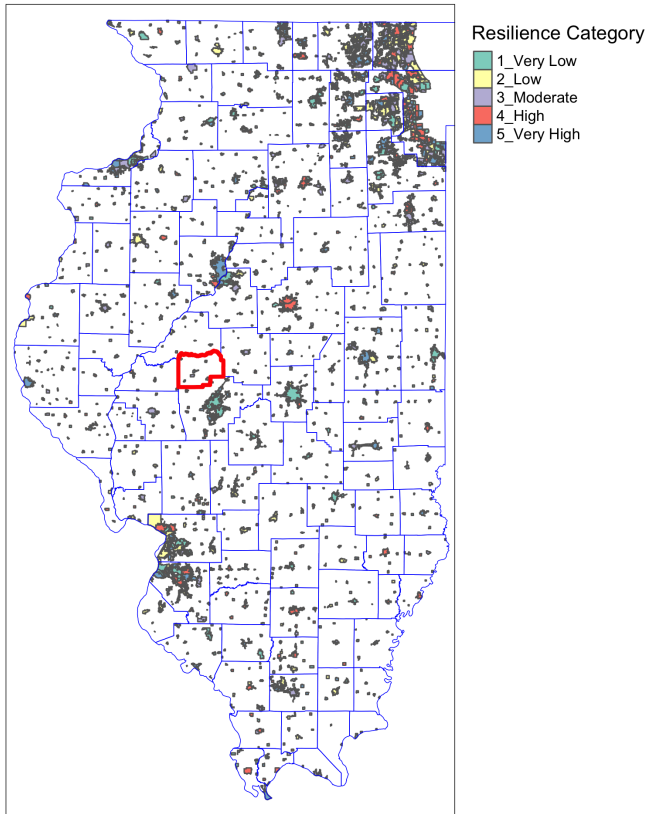 Resilience Category
1_Very Low
2_Low
3_Moderate
4_High
5_Very High